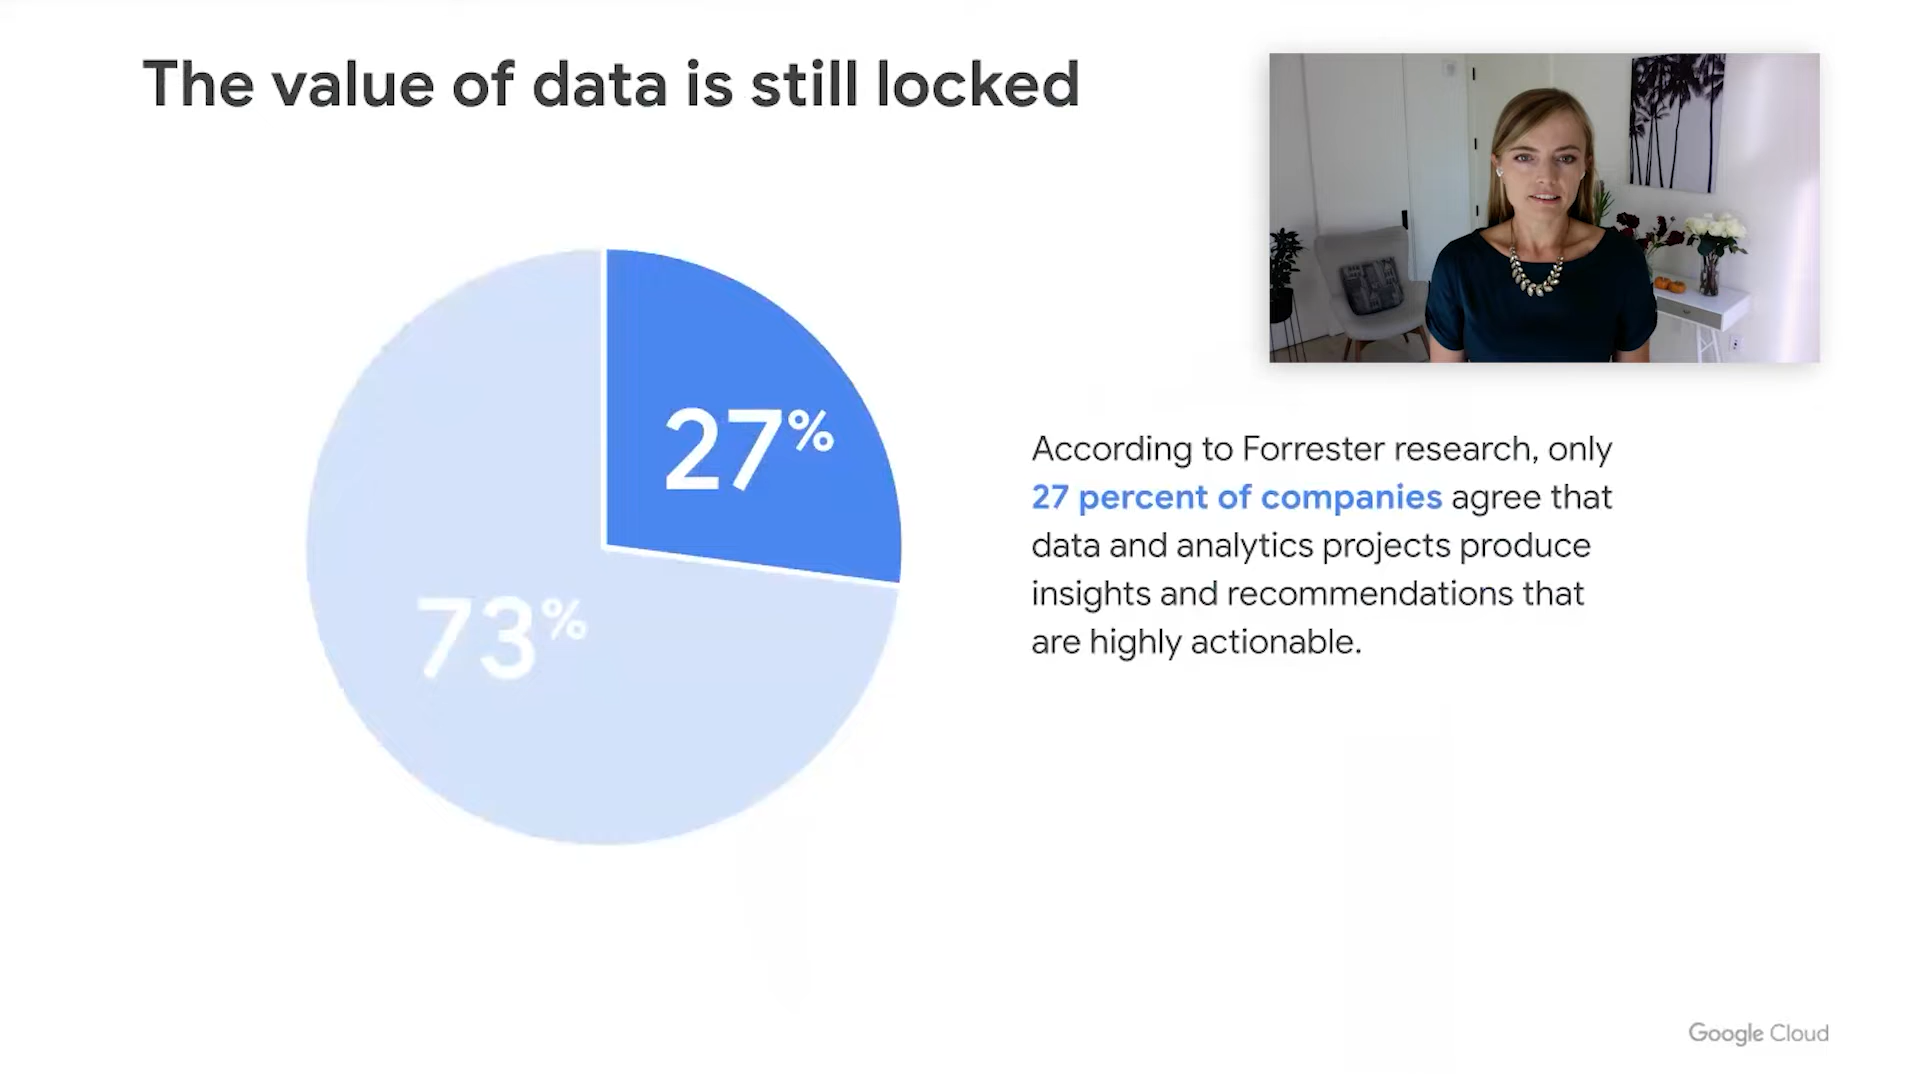 The value of data is still locked
27%
73%
According to Forrester research, only
27 percent of companies agree that
data and analytics projects produce
insights and recommendations that
are highly actionable.
Google Cloud